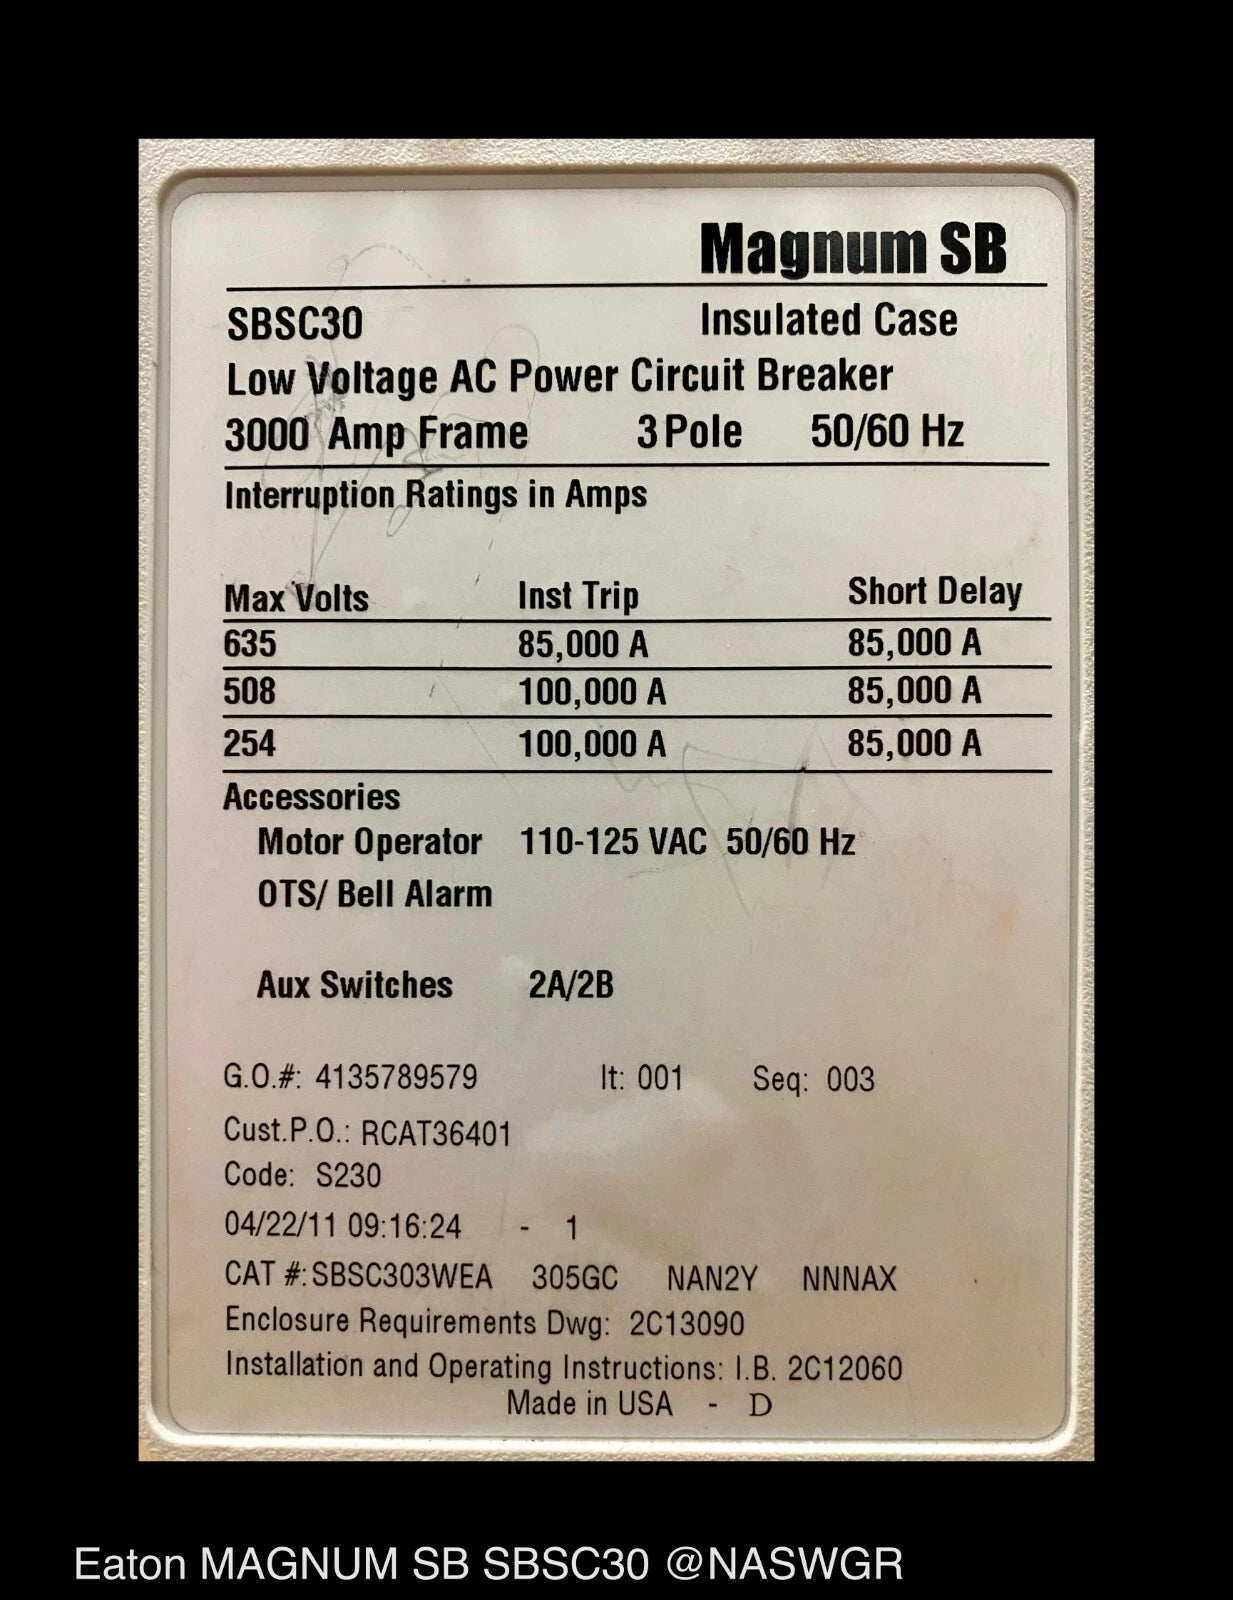 Magnum SB
SBSC30 Insulated Case
Low Voltage AC Power Circuit Breaker
3000 Amp Frame 3 Pole 50/60 Hz
Interruption Ratings in Amps
Max Volts Inst Trip Short Delay
635 85,000 A 85,000 A
508 100,000 A 85,000 A
254 100,000 A 85,000 A
Accessories
Motor Operator 110-125 VAC 50/60 Hz
OTS/ Bell Alarm
Aux Switches 2A/2B
G.O.#: 4135789579 It: 001 Seq: 003
Cust.P.O.: RCAT36401
Code: S230
04/22/11 09:16:24 - 1
CAT #:SBSC303WEA 305GC NAN2Y NNNAX
Enclosure Requirements Dwg: 2C13090
Installation and Operating Instructions: I.B. 2C12060
Made in USA - D
Eaton MAGNUM SB SBSC30 @NASWGR